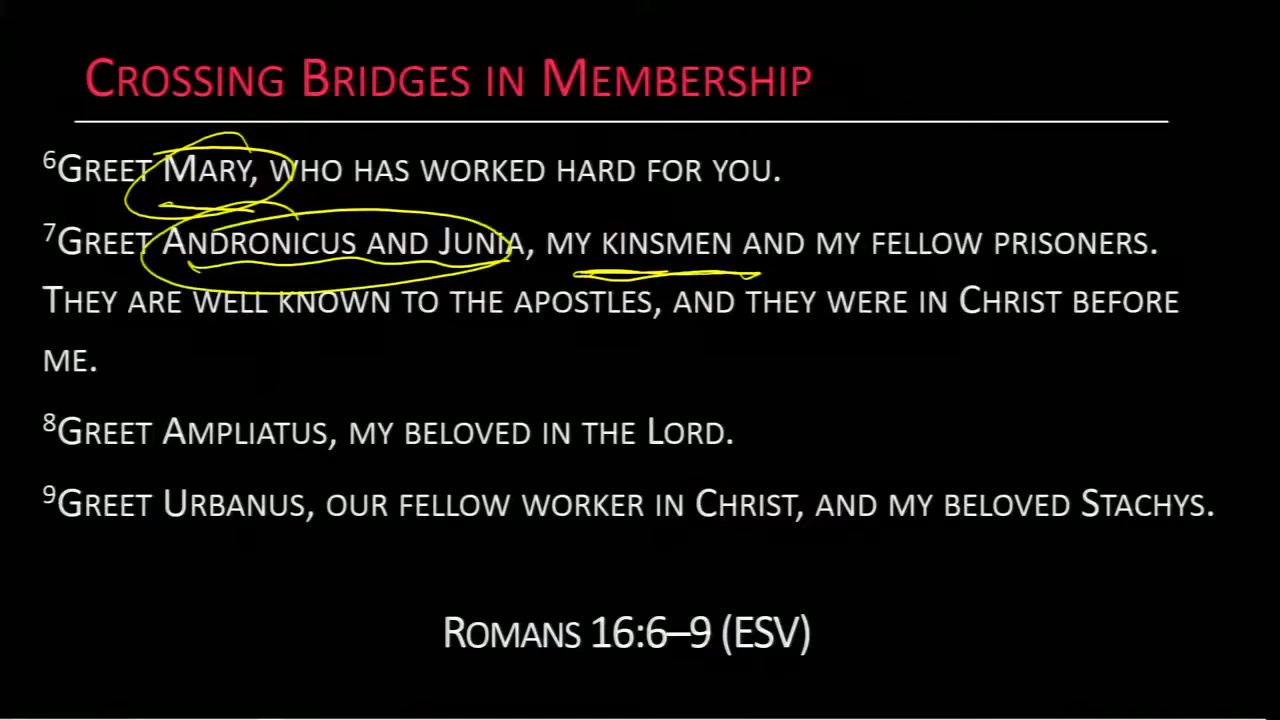 Crossing Bridges in Membership
6Greet Mary, who has worked hard for you.
7Greet Andronicus and Junia, my kinsmen and my fellow prisoners.
They are well known to the apostles, and they were in Christ before
me.
8Greet Ampliatus, my beloved in the Lord.
9Greet Urbanus, our fellow worker in Christ, and my beloved Stachys.
Romans 16:6–9 (ESV)